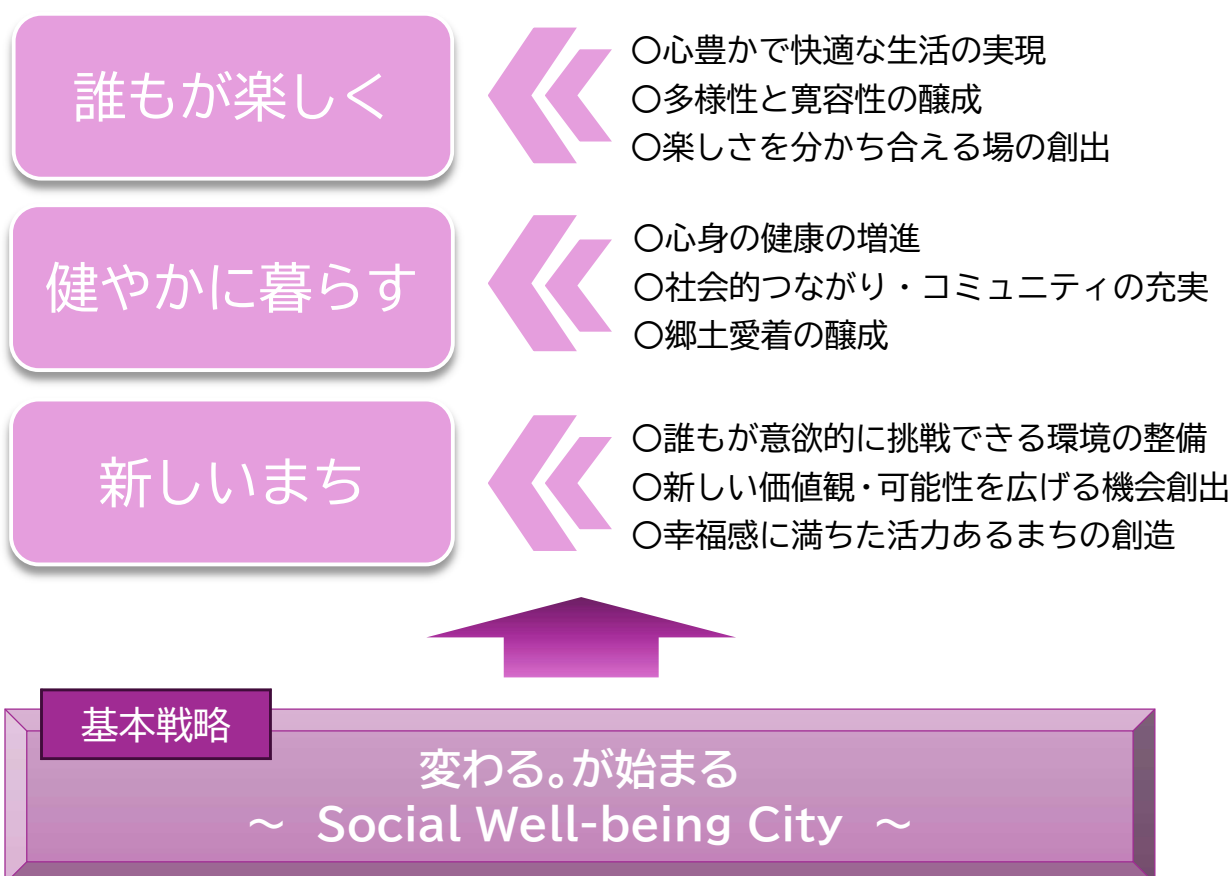 誰もが楽しく
〇心豊かで快適な生活の実現
〇多様性と寛容性の醸成
〇楽しさを分かち合える場の創出
健やかに暮らす
〇心身の健康の増進
〇社会的つながり・コミュニティの充実
〇郷土愛着の醸成
新しいまち
〇誰もが意欲的に挑戦できる環境の整備
〇新しい価値観・可能性を広げる機会創出
〇幸福感に満ちた活力あるまちの創造
基本戦略
変わる。が始まる
～ Social Well-being City ～